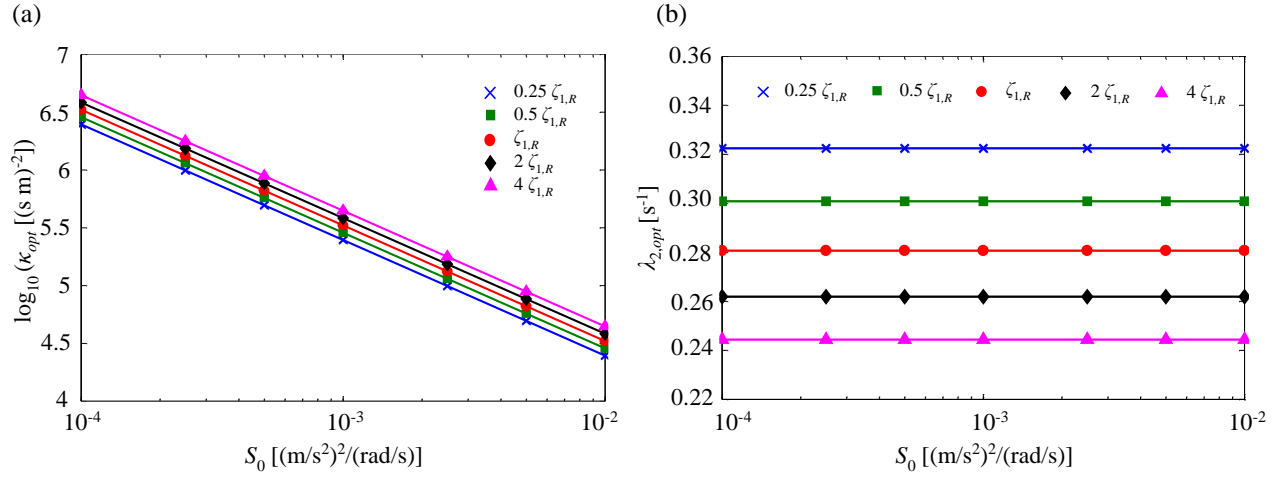 (a)
7
6.5
6
5.5
5
4.5
4
log₁₀ (κ_opt [(s m)⁻²])
0.25 ζ₁,R
0.5 ζ₁,R
ζ₁,R
2 ζ₁,R
4 ζ₁,R
10⁻⁴ 10⁻³ 10⁻²
S₀ [(m/s²)²/(rad/s)]
(b)
0.36
0.34
0.32
0.30
0.28
0.26
0.24
0.22
λ₂,opt [s⁻¹]
0.25 ζ₁,R 0.5 ζ₁,R ζ₁,R 2 ζ₁,R 4 ζ₁,R
10⁻⁴ 10⁻³ 10⁻²
S₀ [(m/s²)²/(rad/s)]